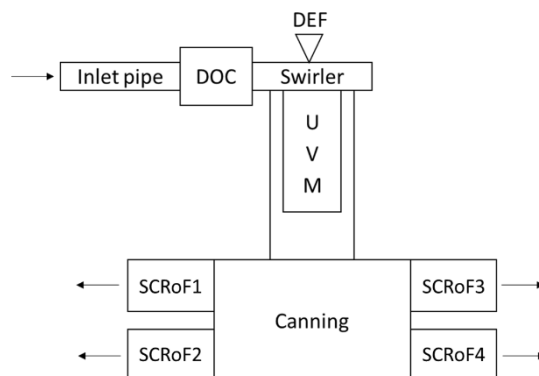 DEF
Inlet pipe
DOC
Swirler
U
V
M
SCRoF1
SCRoF3
Canning
SCRoF2
SCRoF4